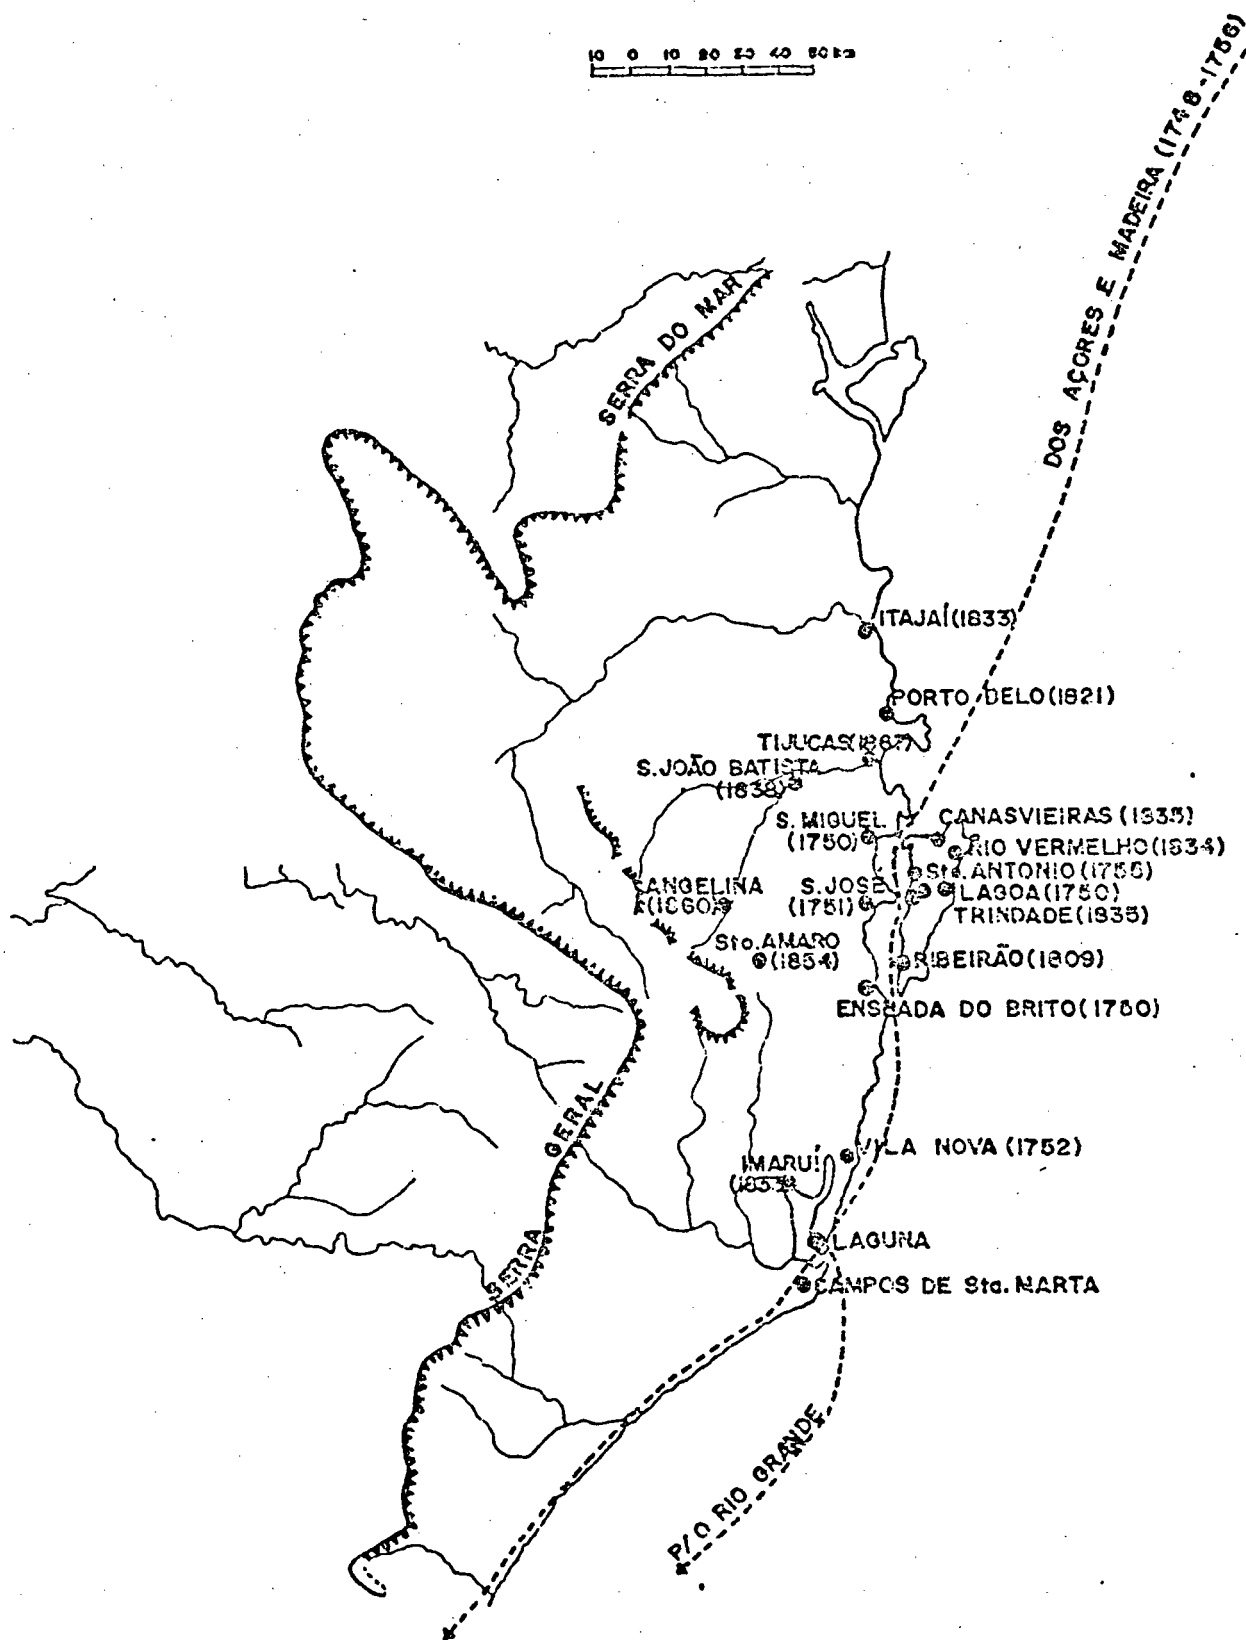 10 0 10 20 30 40 50 km
DOS AÇORES E MADEIRA (1748-1756)
SERRA DO MAR
ITAJAÍ (1833)
PORTO BELO (1821)
TIJUCAS
S. JOÃO BATISTA
(1838)
S. MIGUEL
(1750)
CANASVIEIRAS (1835)
RIO VERMELHO (1834)
Sto. ANTONIO
ANGELINA
(1860)
S. JOSÉ
(1751)
LAGOA (1750)
TRINDADE (1835)
Sto. AMARO
(1854)
RIBEIRÃO (1809)
ENSEADA DO BRITO (1750)
SERRA GERAL
VILA NOVA (1752)
IMARUÍ
LAGUNA
CAMPOS DE Sta. MARTA
P/ O RIO GRANDE